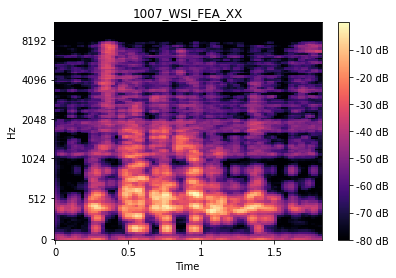 1007_WSI_FEA_XX
8192
4096
2048
1024
512
0
Hz
0
0.5
1
1.5
Time
-10 dB
-20 dB
-30 dB
-40 dB
-50 dB
-60 dB
-70 dB
-80 dB